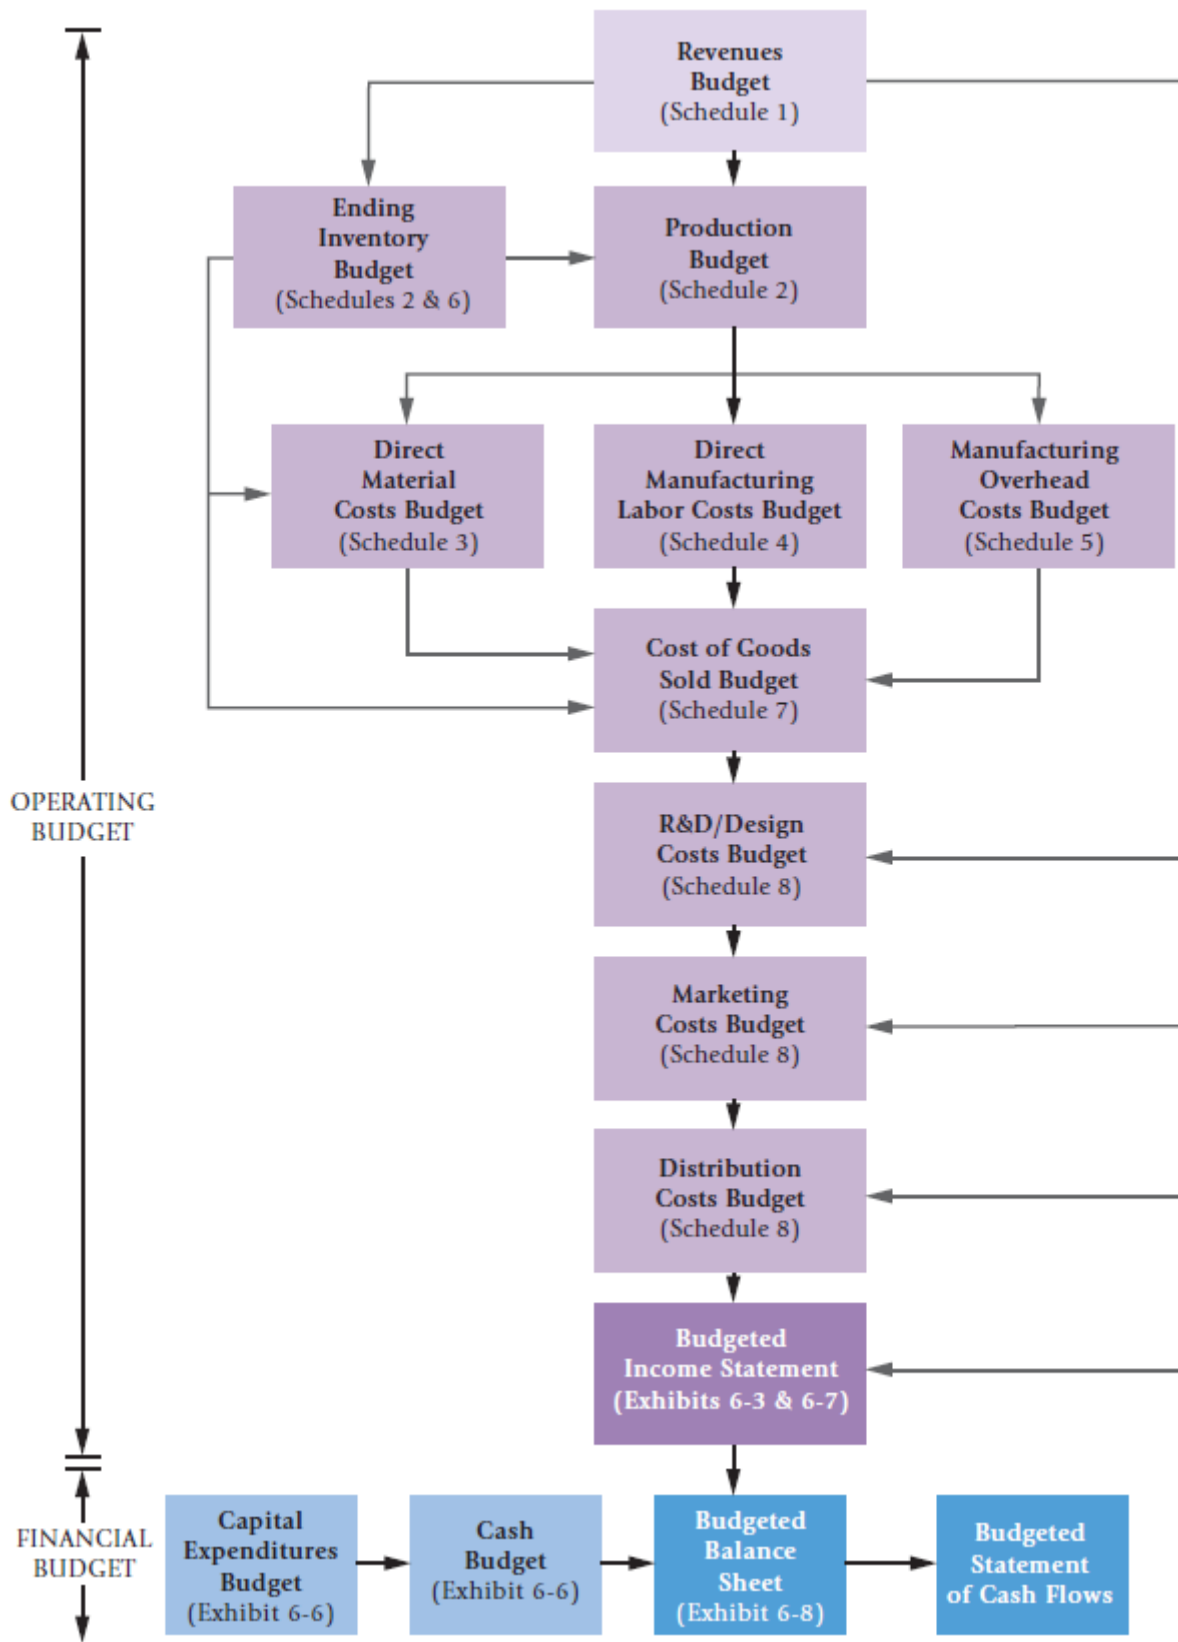 Revenues
Budget
(Schedule 1)
Ending
Inventory
Budget
(Schedules 2 & 6)
Production
Budget
(Schedule 2)
Direct
Material
Costs Budget
(Schedule 3)
Direct
Manufacturing
Labor Costs Budget
(Schedule 4)
Manufacturing
Overhead
Costs Budget
(Schedule 5)
Cost of Goods
Sold Budget
(Schedule 7)
OPERATING
BUDGET
R&D/Design
Costs Budget
(Schedule 8)
Marketing
Costs Budget
(Schedule 8)
Distribution
Costs Budget
(Schedule 8)
Budgeted
Income Statement
(Exhibits 6-3 & 6-7)
FINANCIAL
BUDGET
Capital
Expenditures
Budget
(Exhibit 6-6)
Cash
Budget
(Exhibit 6-6)
Budgeted
Balance
Sheet
(Exhibit 6-8)
Budgeted
Statement
of Cash Flows